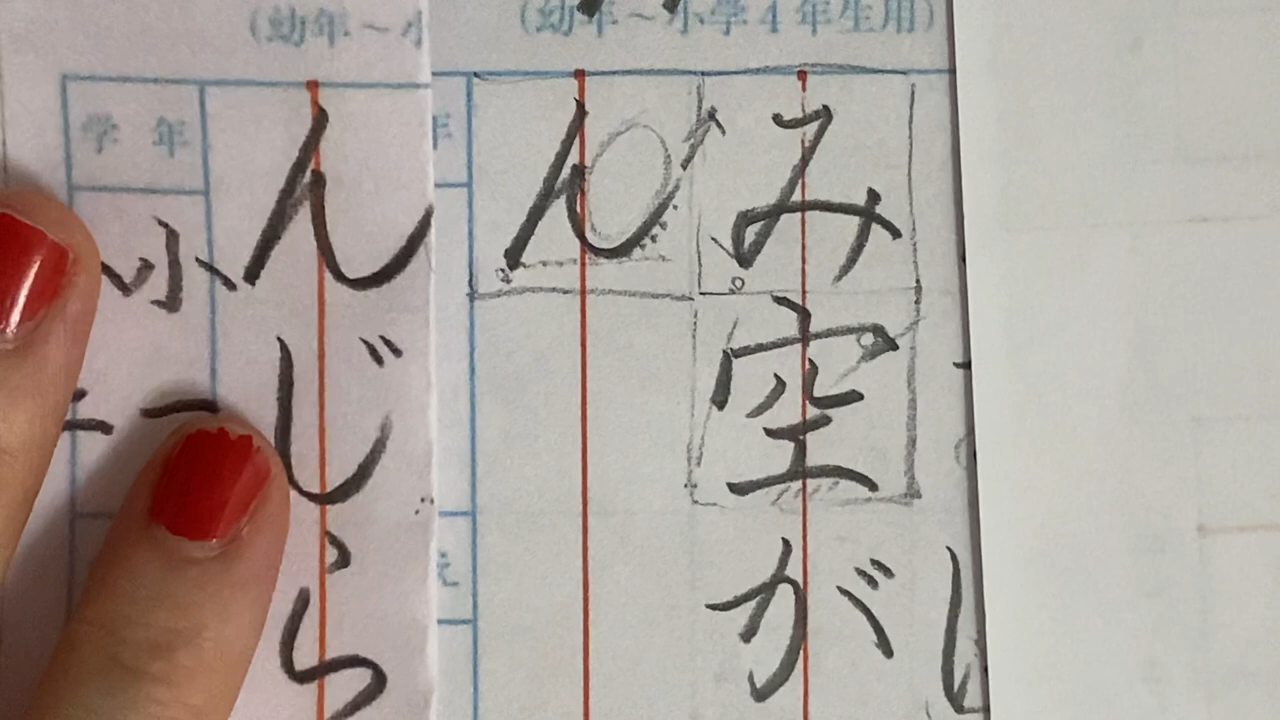 (幼年～小学4年生用)
(幼年～小
み空が
ん
んじら
学年
年
小